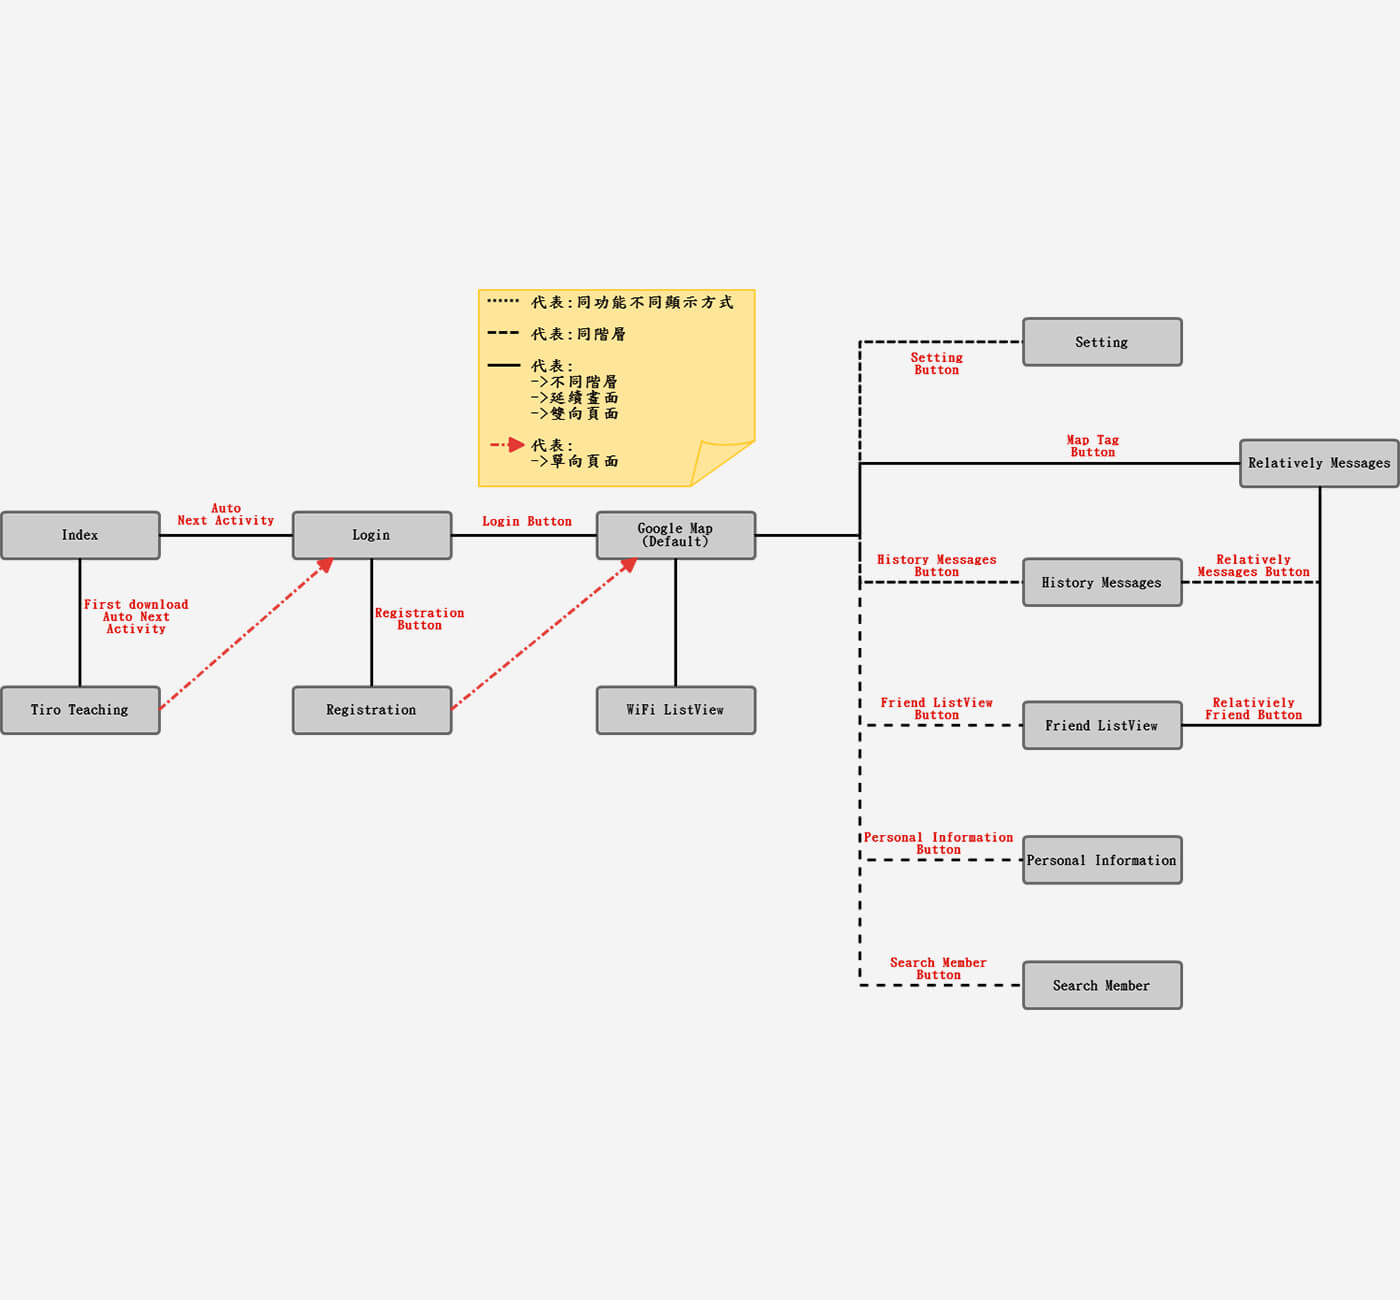 代表:同功能不同顯示方式
代表:同階層
代表:
->不同階層
->延續畫面
->雙向頁面
代表:
->單向頁面
Setting
Setting
Button
Map Tag
Button
Relatively Messages
Auto
Next Activity
Login Button
Index
Login
Google Map
(Default)
History Messages
Button
History Messages
Relatively
Messages Button
First download
Auto Next
Activity
Registration
Button
Tiro Teaching
Registration
WiFi ListView
Friend ListView
Button
Friend ListView
Relativiely
Friend Button
Personal Information
Button
Personal Information
Search Member
Button
Search Member